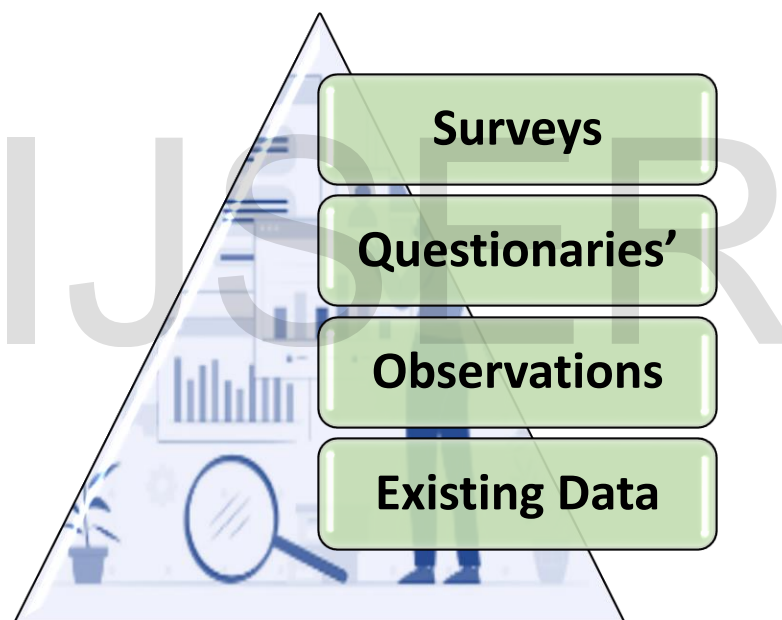 Surveys
Questionaries’
Observations
Existing Data
IJSER